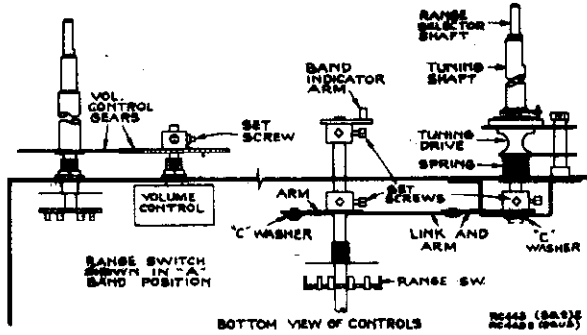 RANGE
SELECTOR
SHAFT
BAND
INDICATOR
ARM
TUNING
SHAFT
VOL.
CONTROL
GEARS
SET
SCREW
TUNING
DRIVE
SPRING
SET
SCREWS
VOLUME
CONTROL
ARM
"C" WASHER
LINK AND
ARM
"C"
WASHER
RANGE SWITCH
SHOWN IN "A"
BAND POSITION
RANGE SW.
BOTTOM VIEW OF CONTROLS